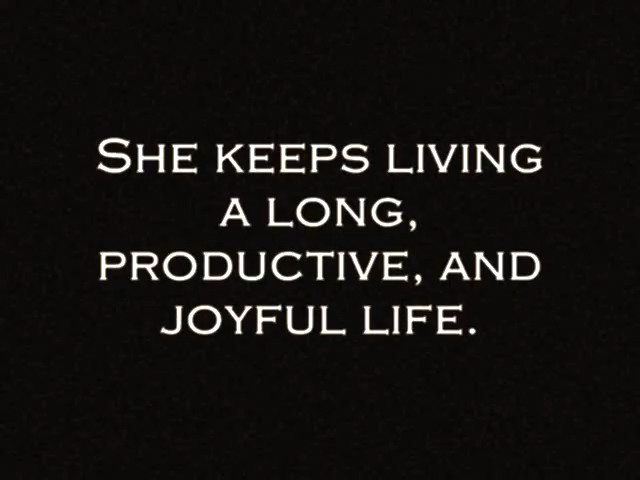 She keeps living
a long,
productive, and
joyful life.